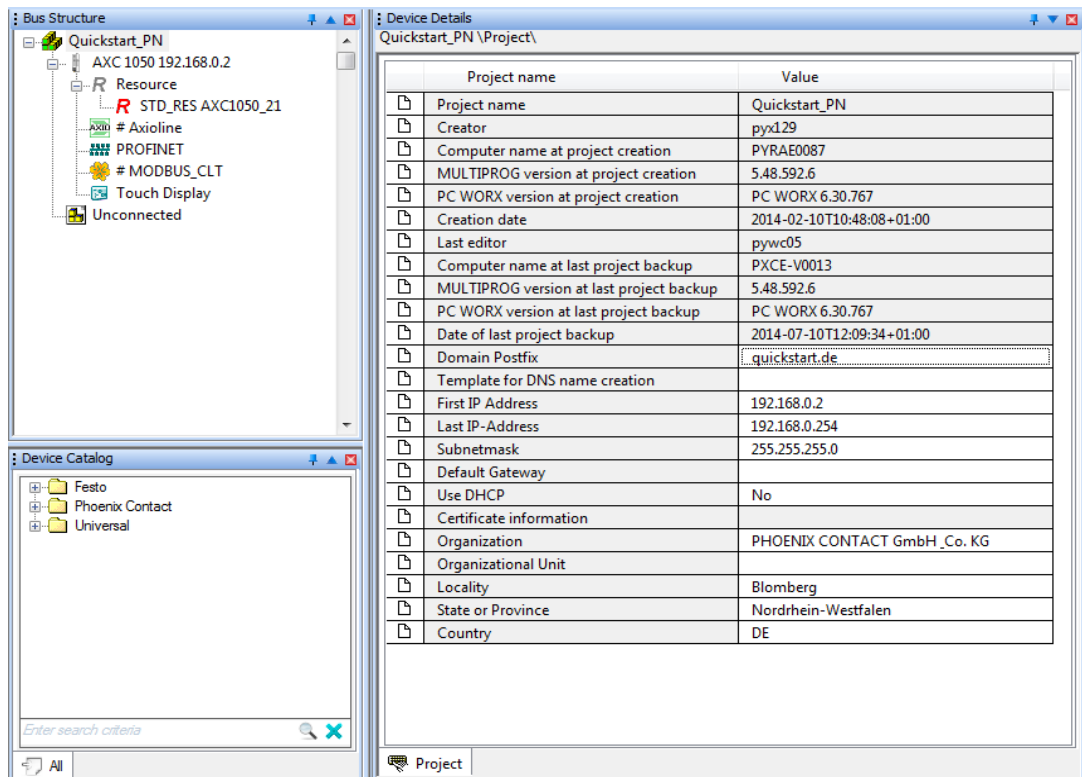 Bus Structure
Quickstart_PN
AXC 1050 192.168.0.2
R Resource
R STD_RES AXC1050_21
AXIO # Axioline
PROFINET
# MODBUS_CLT
Touch Display
Unconnected
Device Catalog
Festo
Phoenix Contact
Universal
Enter search criteria
All
Device Details
Quickstart_PN \Project\
Project name Value
Project name Quickstart_PN
Creator pyx129
Computer name at project creation PYRAE0087
MULTIPROG version at project creation 5.48.592.6
PC WORX version at project creation PC WORX 6.30.767
Creation date 2014-02-10T10:48:08+01:00
Last editor pywc05
Computer name at last project backup PXCE-V0013
MULTIPROG version at last project backup 5.48.592.6
PC WORX version at last project backup PC WORX 6.30.767
Date of last project backup 2014-07-10T12:09:34+01:00
Domain Postfix quickstart.de
Template for DNS name creation
First IP Address 192.168.0.2
Last IP-Address 192.168.0.254
Subnetmask 255.255.255.0
Default Gateway
Use DHCP No
Certificate information
Organization PHOENIX CONTACT GmbH _Co. KG
Organizational Unit
Locality Blomberg
State or Province Nordrhein-Westfalen
Country DE
Project